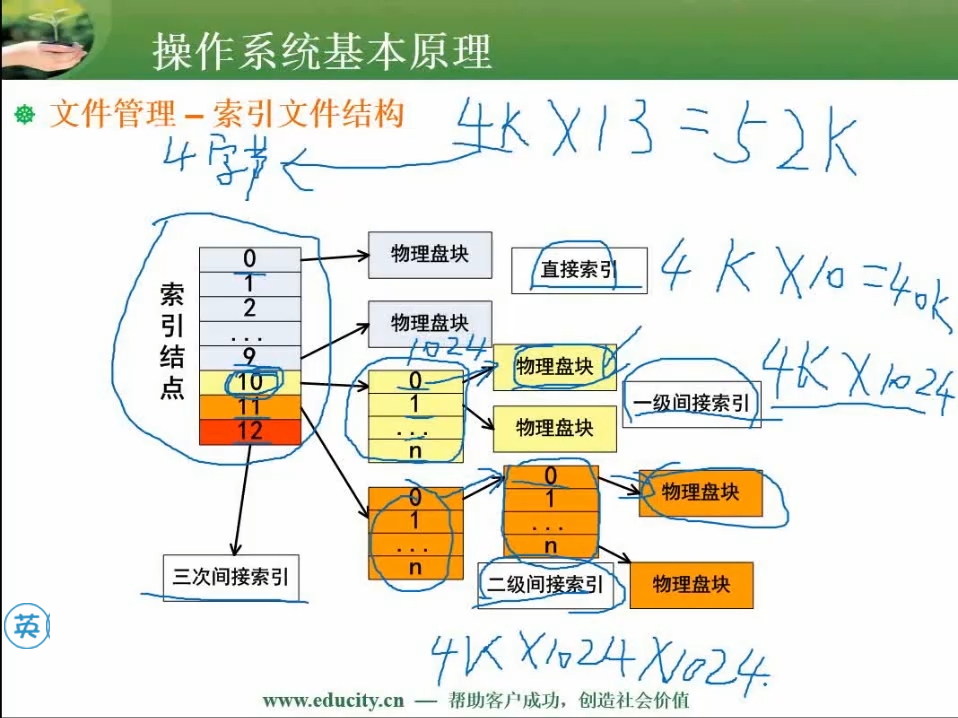 操作系统基本原理
文件管理 – 索引文件结构
4K×13=52K
4字节
索引结点
0
1
2
...
9
10
11
12
物理盘块
物理盘块
直接索引
4K×10=40K
1024
0
1
...
n
物理盘块
物理盘块
一级间接索引
4K×1024
0
1
...
n
0
1
...
n
物理盘块
物理盘块
二级间接索引
三次间接索引
4K×1024×1024.
英
www.educity.cn — 帮助客户成功，创造社会价值